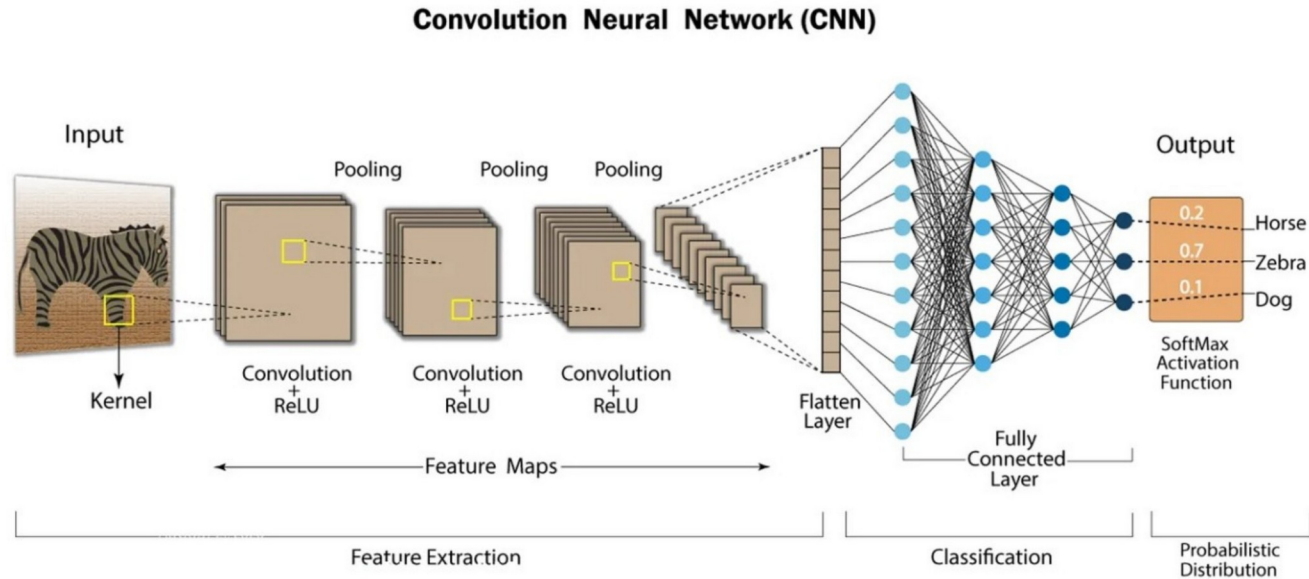 Convolution Neural Network (CNN)
Input
Kernel
Pooling
Pooling
Pooling
Convolution
+
ReLU
Convolution
+
ReLU
Convolution
+
ReLU
Feature Maps
Flatten
Layer
Fully
Connected
Layer
Output
0.2
Horse
0.7
Zebra
0.1
Dog
SoftMax
Activation
Function
Feature Extraction
Classification
Probabilistic
Distribution